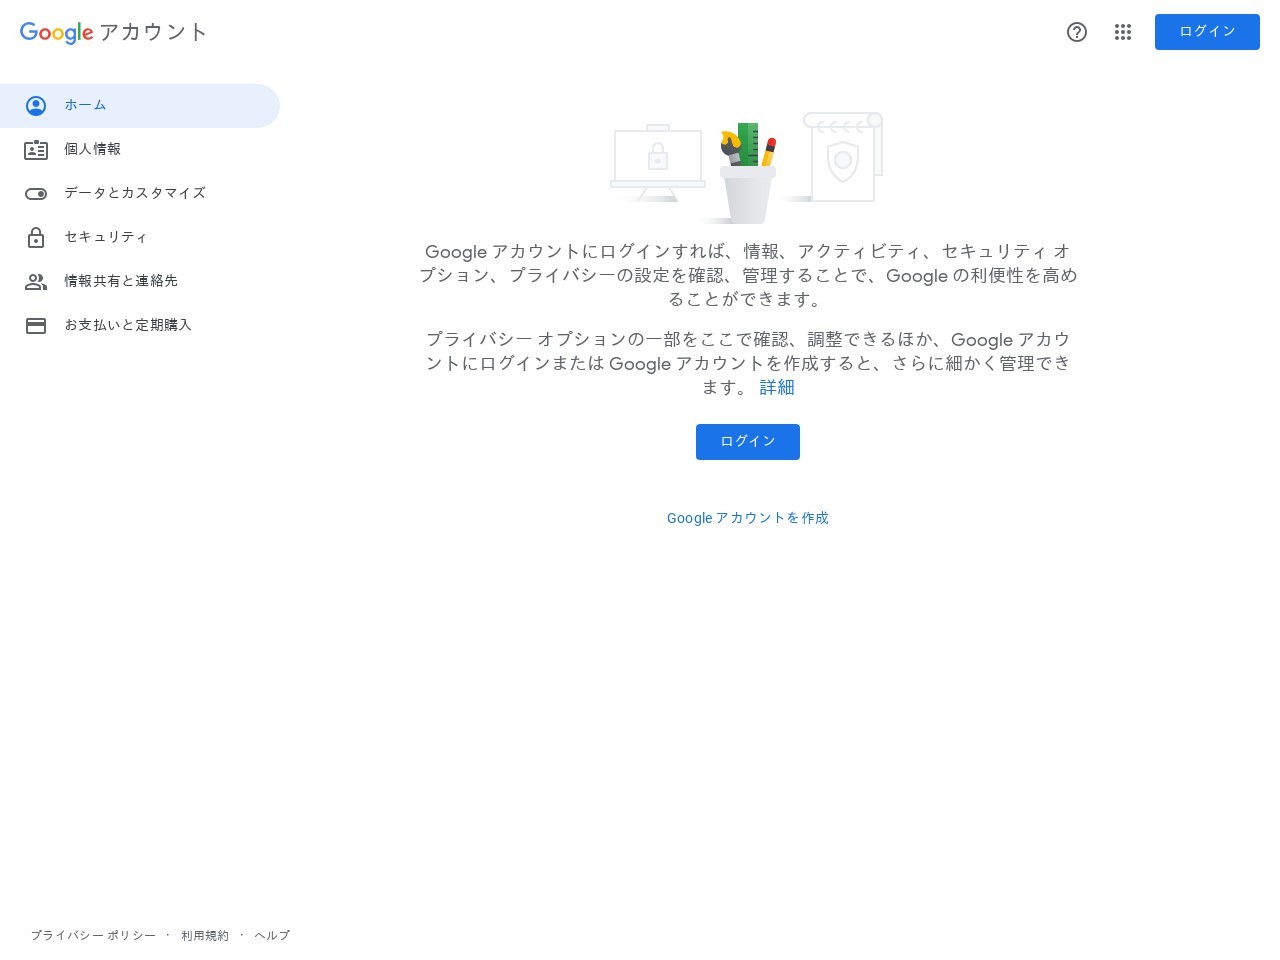 Google アカウント
ログイン
ホーム
個人情報
データとカスタマイズ
セキュリティ
情報共有と連絡先
お支払いと定期購入
Google アカウントにログインすれば、情報、アクティビティ、セキュリティ オ
プション、プライバシーの設定を確認、管理することで、Google の利便性を高め
ることができます。
プライバシー オプションの一部をここで確認、調整できるほか、Google アカウ
ントにログインまたは Google アカウントを作成すると、さらに細かく管理でき
ます。 詳細
ログイン
Google アカウントを作成
プライバシー ポリシー · 利用規約 · ヘルプ